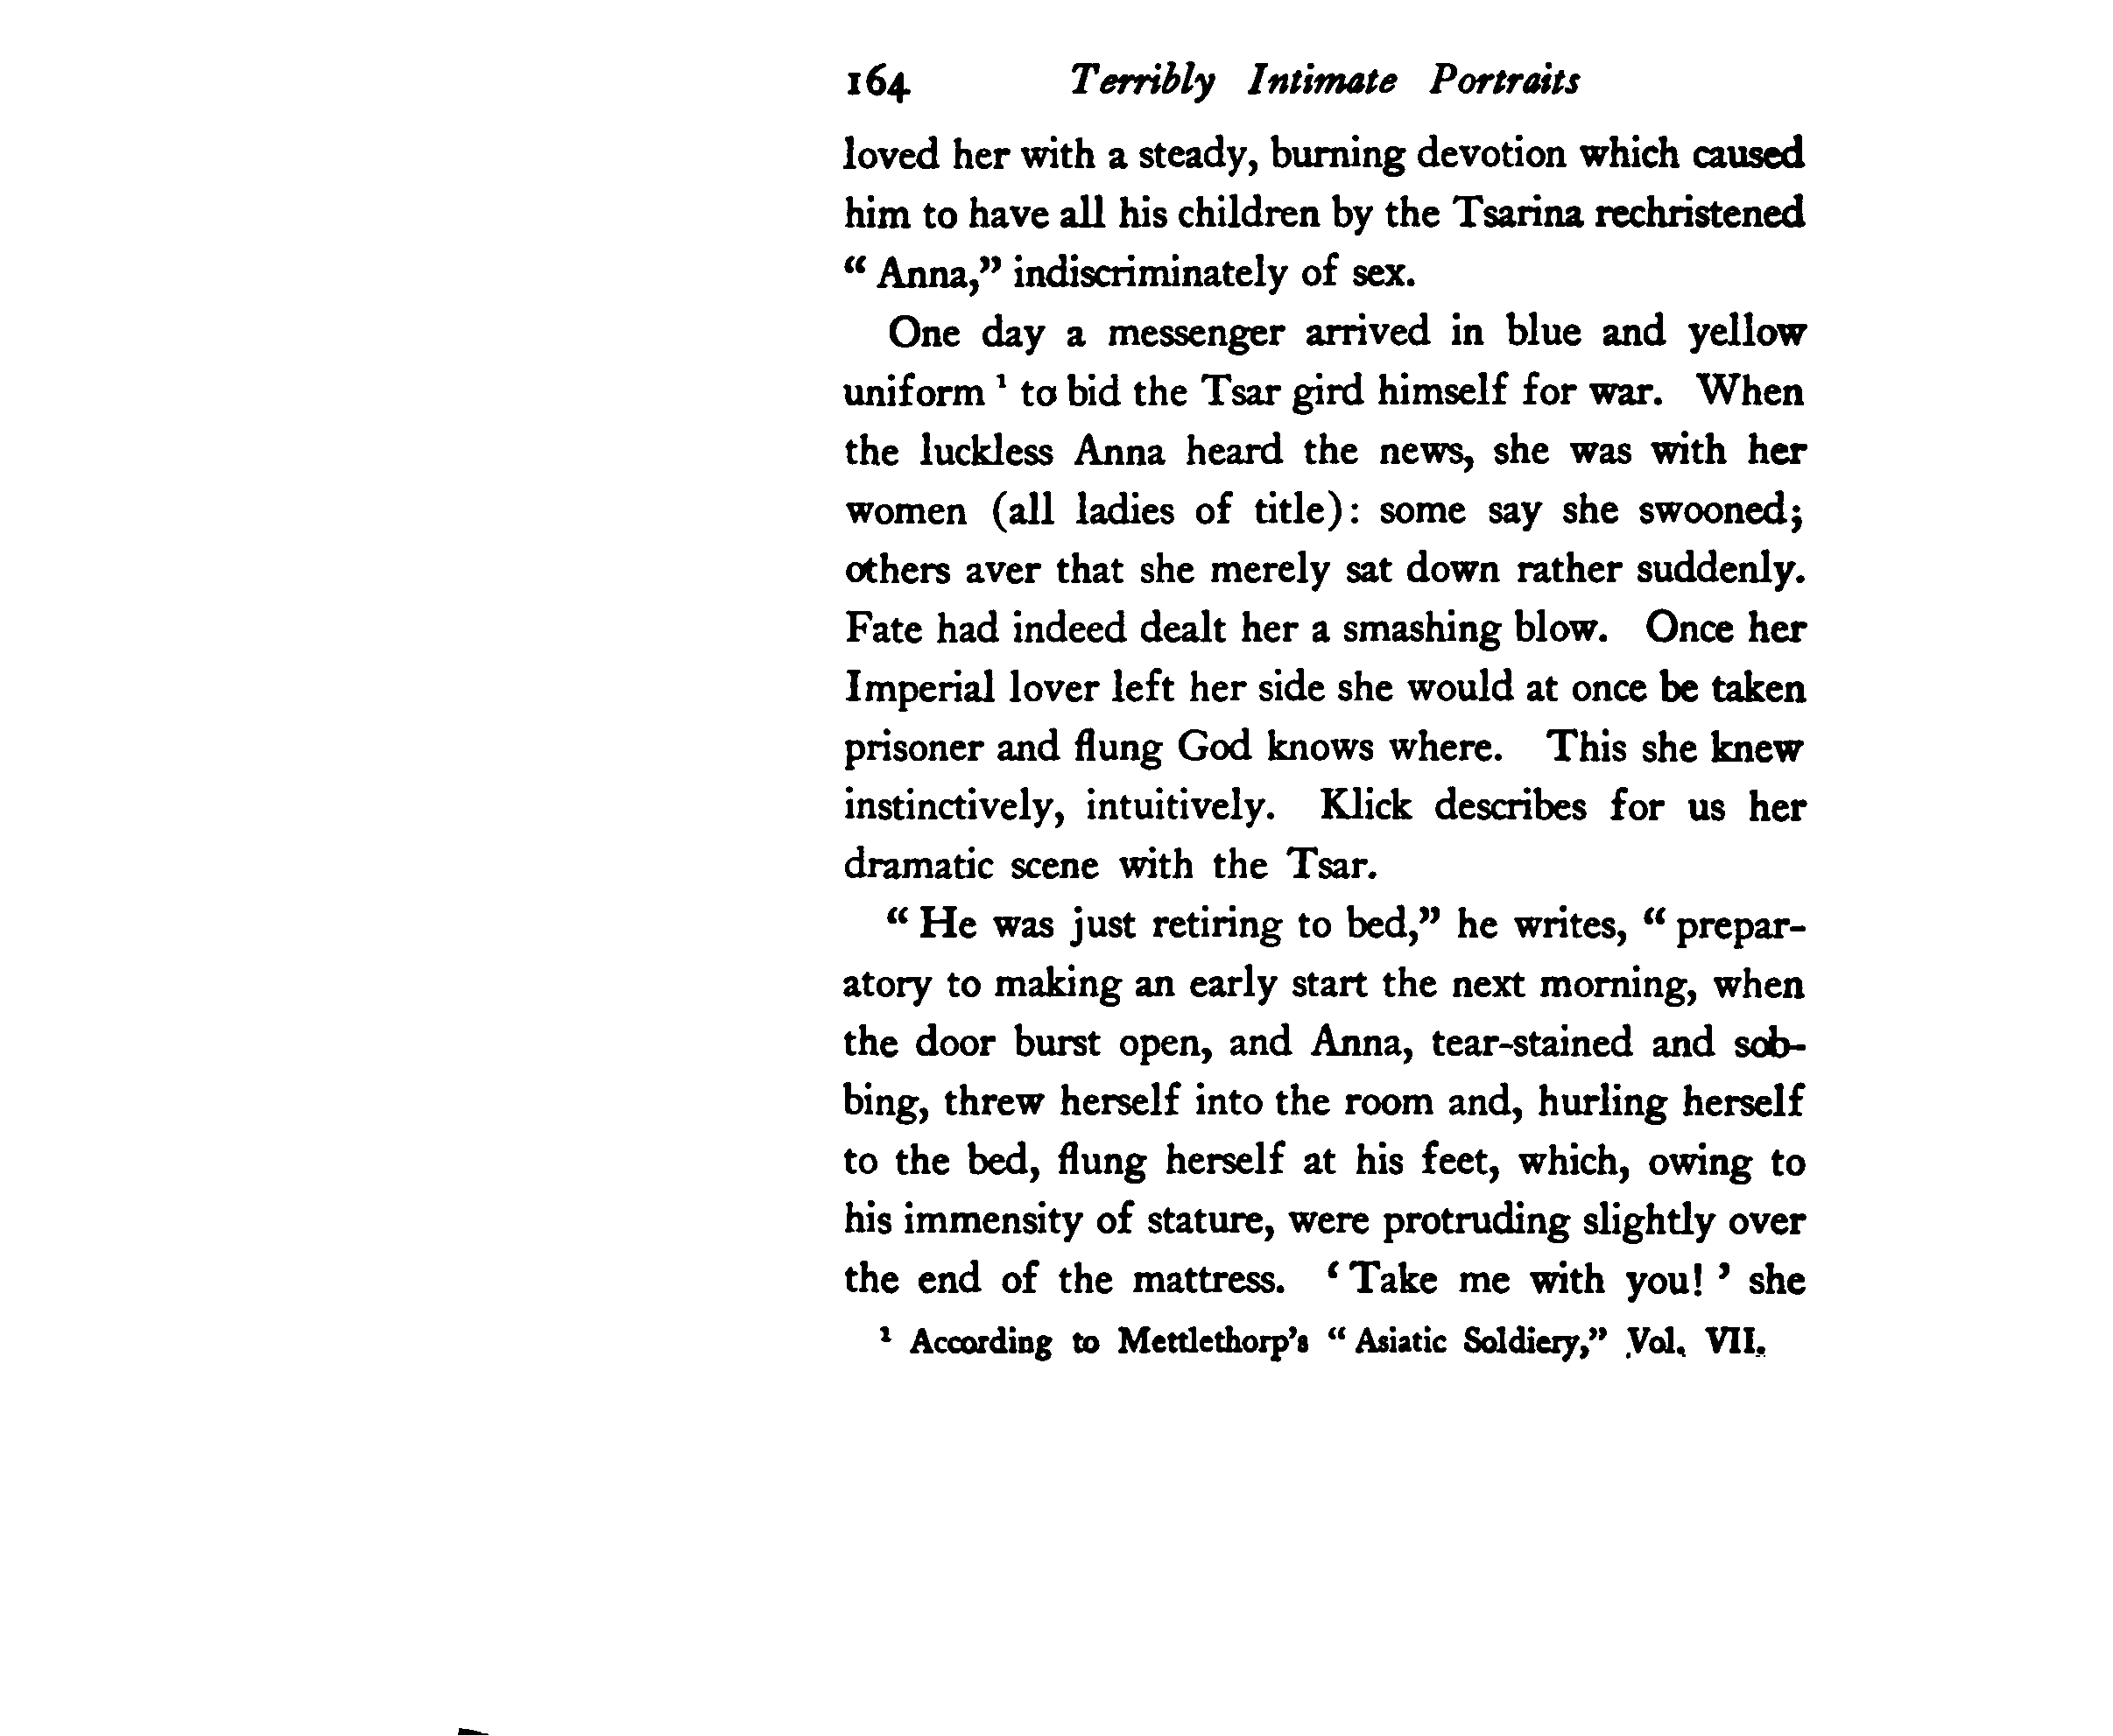 164 Terribly Intimate Portraits
loved her with a steady, burning devotion which caused
him to have all his children by the Tsarina rechristened
“ Anna,” indiscriminately of sex.
One day a messenger arrived in blue and yellow
uniform ¹ to bid the Tsar gird himself for war. When
the luckless Anna heard the news, she was with her
women (all ladies of title): some say she swooned;
others aver that she merely sat down rather suddenly.
Fate had indeed dealt her a smashing blow. Once her
Imperial lover left her side she would at once be taken
prisoner and flung God knows where. This she knew
instinctively, intuitively. Klick describes for us her
dramatic scene with the Tsar.
“ He was just retiring to bed,” he writes, “ prepar-
atory to making an early start the next morning, when
the door burst open, and Anna, tear-stained and sob-
bing, threw herself into the room and, hurling herself
to the bed, flung herself at his feet, which, owing to
his immensity of stature, were protruding slightly over
the end of the mattress. ‘ Take me with you! ’ she
¹ According to Mettlethorp’s “ Asiatic Soldiery,” Vol. VII.